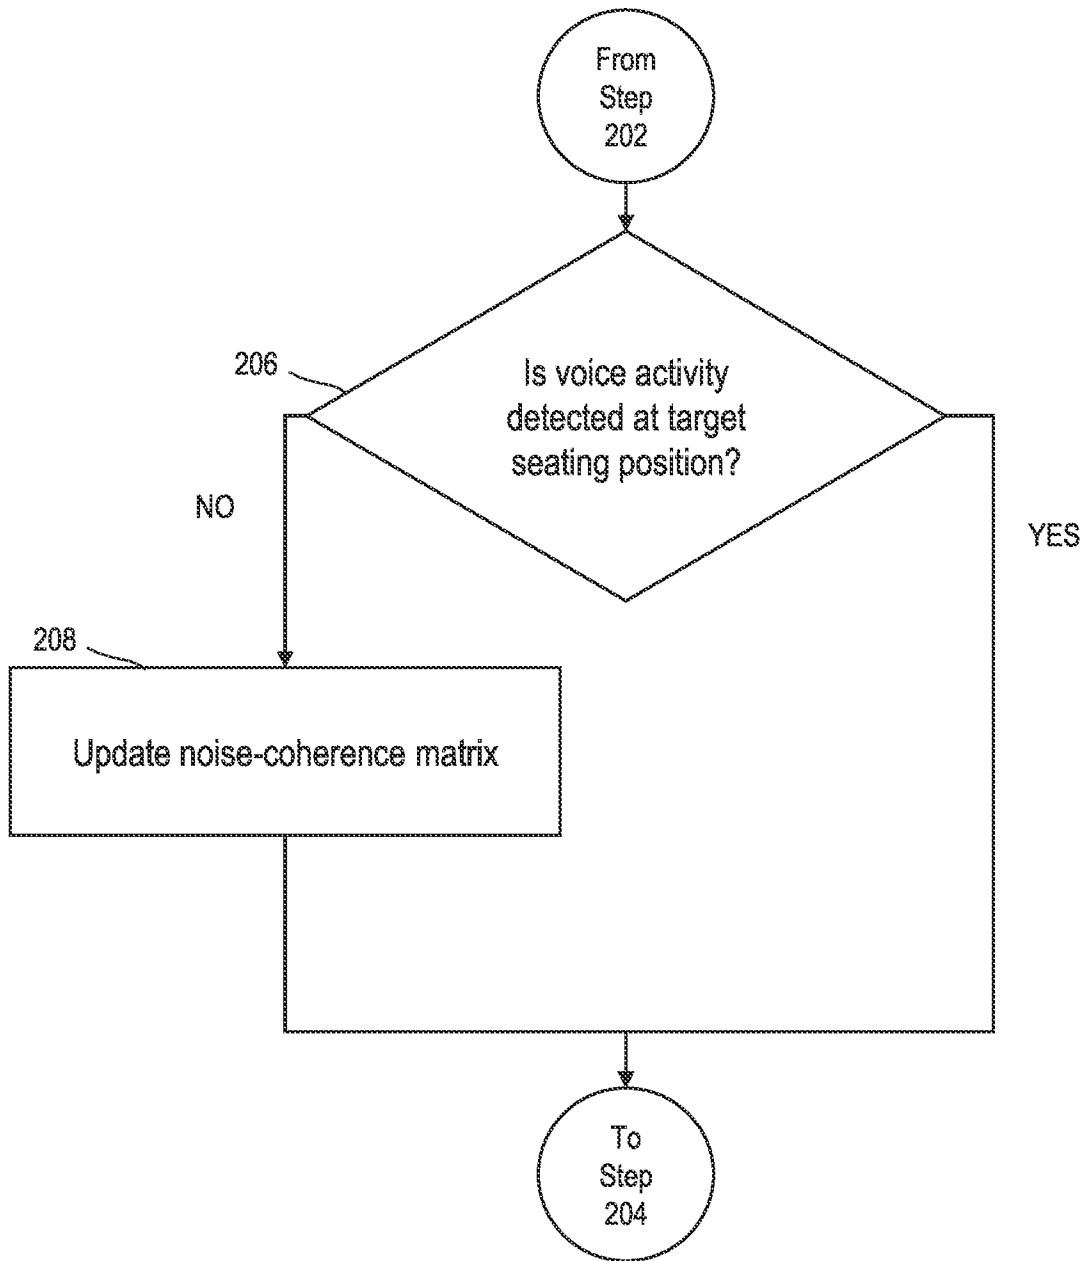 From
Step
202
206
Is voice activity
detected at target
seating position?
NO
YES
208
Update noise-coherence matrix
To
Step
204